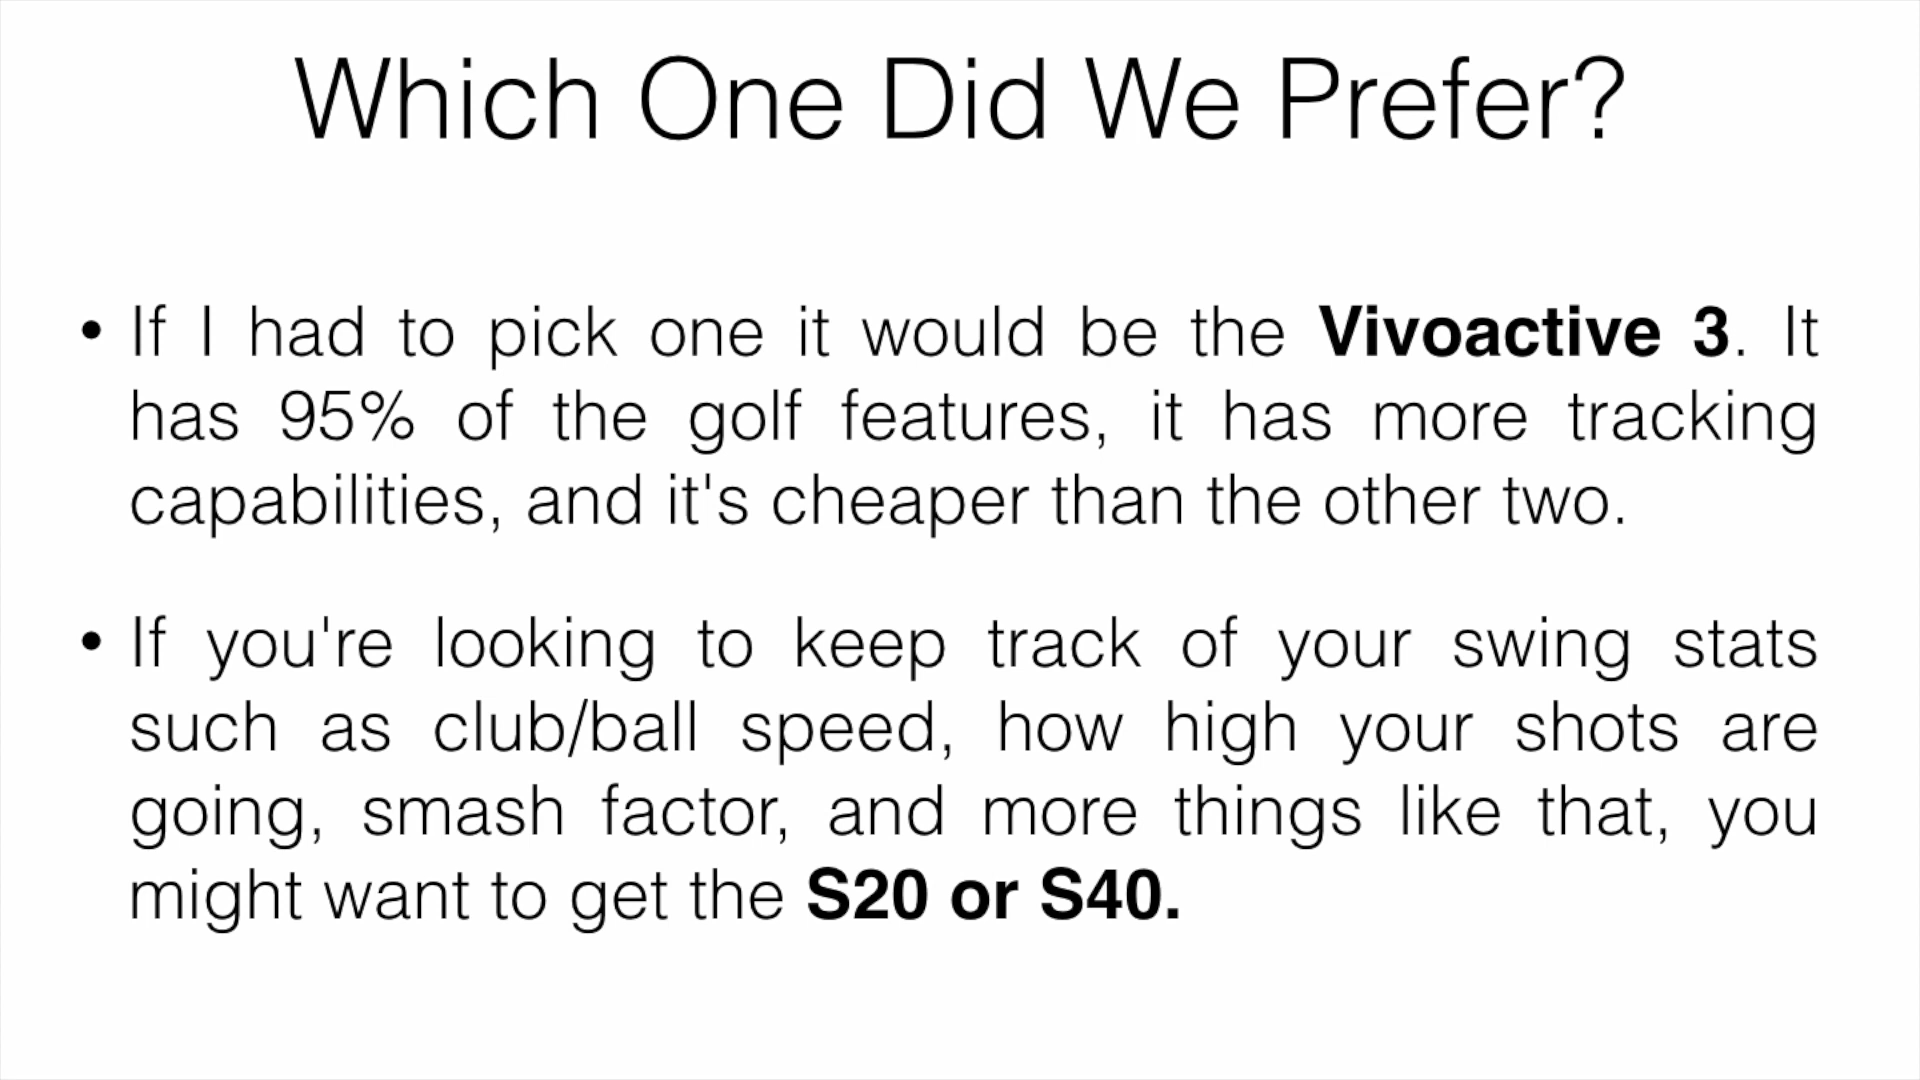 Which One Did We Prefer?
• If I had to pick one it would be the Vivoactive 3. It
has 95% of the golf features, it has more tracking
capabilities, and it's cheaper than the other two.
• If you're looking to keep track of your swing stats
such as club/ball speed, how high your shots are
going, smash factor, and more things like that, you
might want to get the S20 or S40.